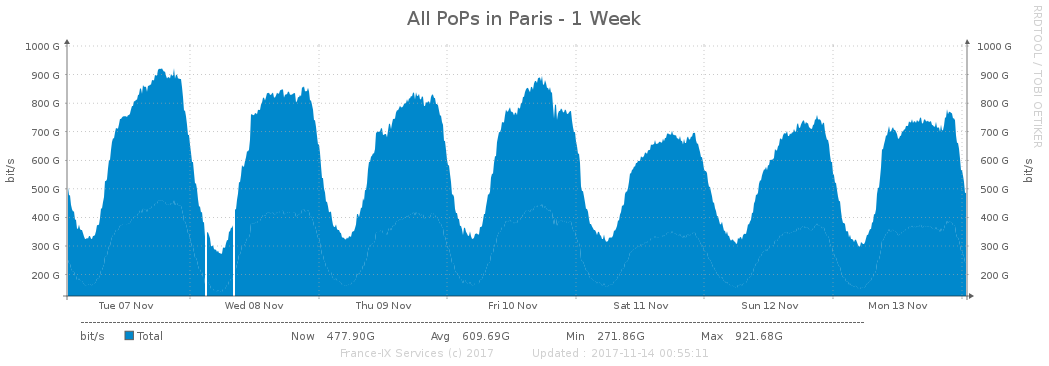 All PoPs in Paris - 1 Week
RRDTOOL / TOBI OETIKER
1000 G 1000 G
900 G 900 G
800 G 800 G
700 G 700 G
600 G 600 G
500 G 500 G
400 G 400 G
300 G 300 G
200 G 200 G
bit/s bit/s
Tue 07 Nov Wed 08 Nov Thu 09 Nov Fri 10 Nov Sat 11 Nov Sun 12 Nov Mon 13 Nov
bit/s Total Now 477.90G Avg 609.69G Min 271.86G Max 921.68G
France-IX Services (c) 2017 Updated : 2017-11-14 00:55:11